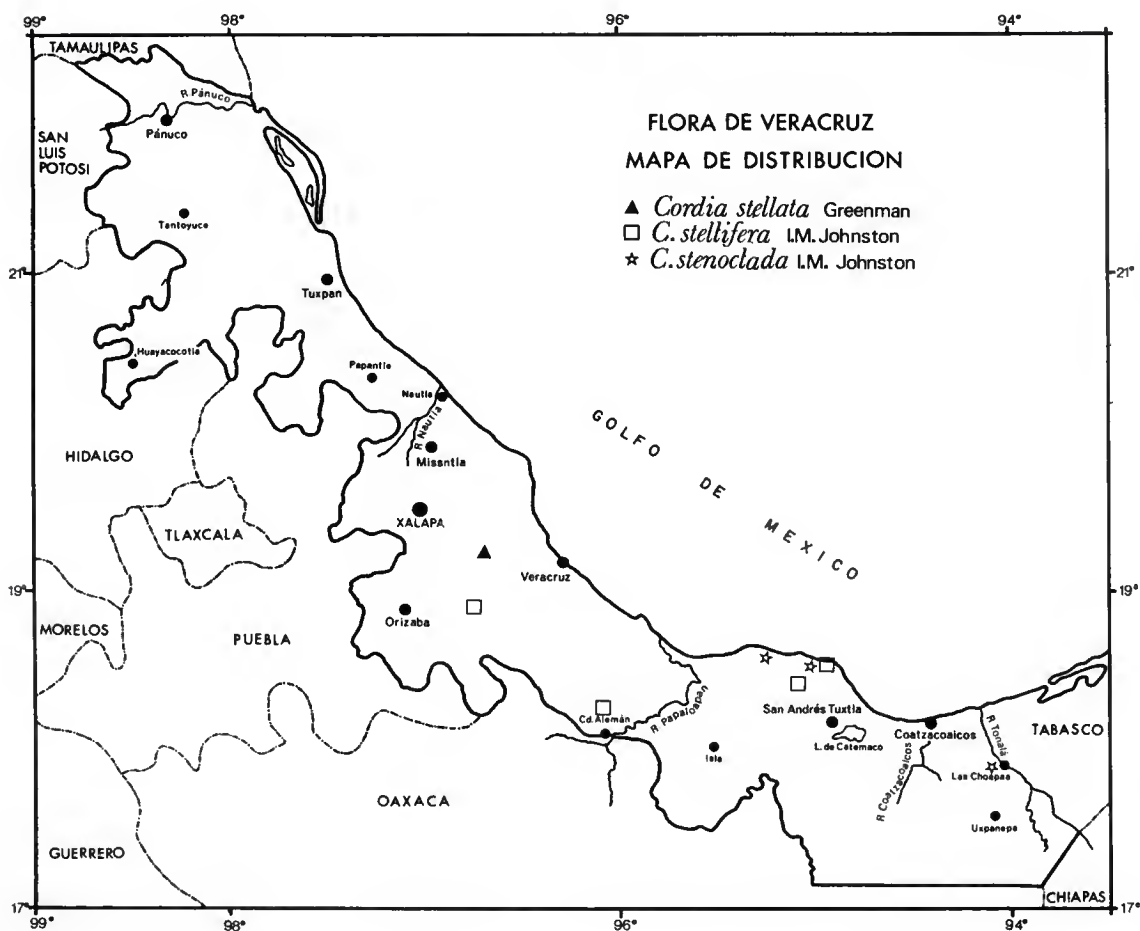 99°
98°
96°
94°
TAMAULIPAS
R Pánuco
Pánuco
SAN
LUIS
POTOSI
FLORA DE VERACRUZ
MAPA DE DISTRIBUCION
▲ Cordia stellata Greenman
□ C. stellifera I.M. Johnston
☆ C. stenoclada I.M. Johnston
Tantoyuca
21°
21°
Tuxpan
Huayacocotla
Papantla
Nautla
R Nautla
Misantla
GOLFO
DE
MEXICO
HIDALGO
XALAPA
TLAXCALA
Veracruz
19°
19°
MORELOS
PUEBLA
Orizaba
R Papaloapan
Cd. Alemán
San Andrés Tuxtla
L. de Catemaco
Coatzacoalcos
R Coatzacoalcos
R Tonalá
TABASCO
Isla
Las Choapas
OAXACA
Uxpanapa
GUERRERO
CHIAPAS
17°
17°
99°
98°
96°
94°